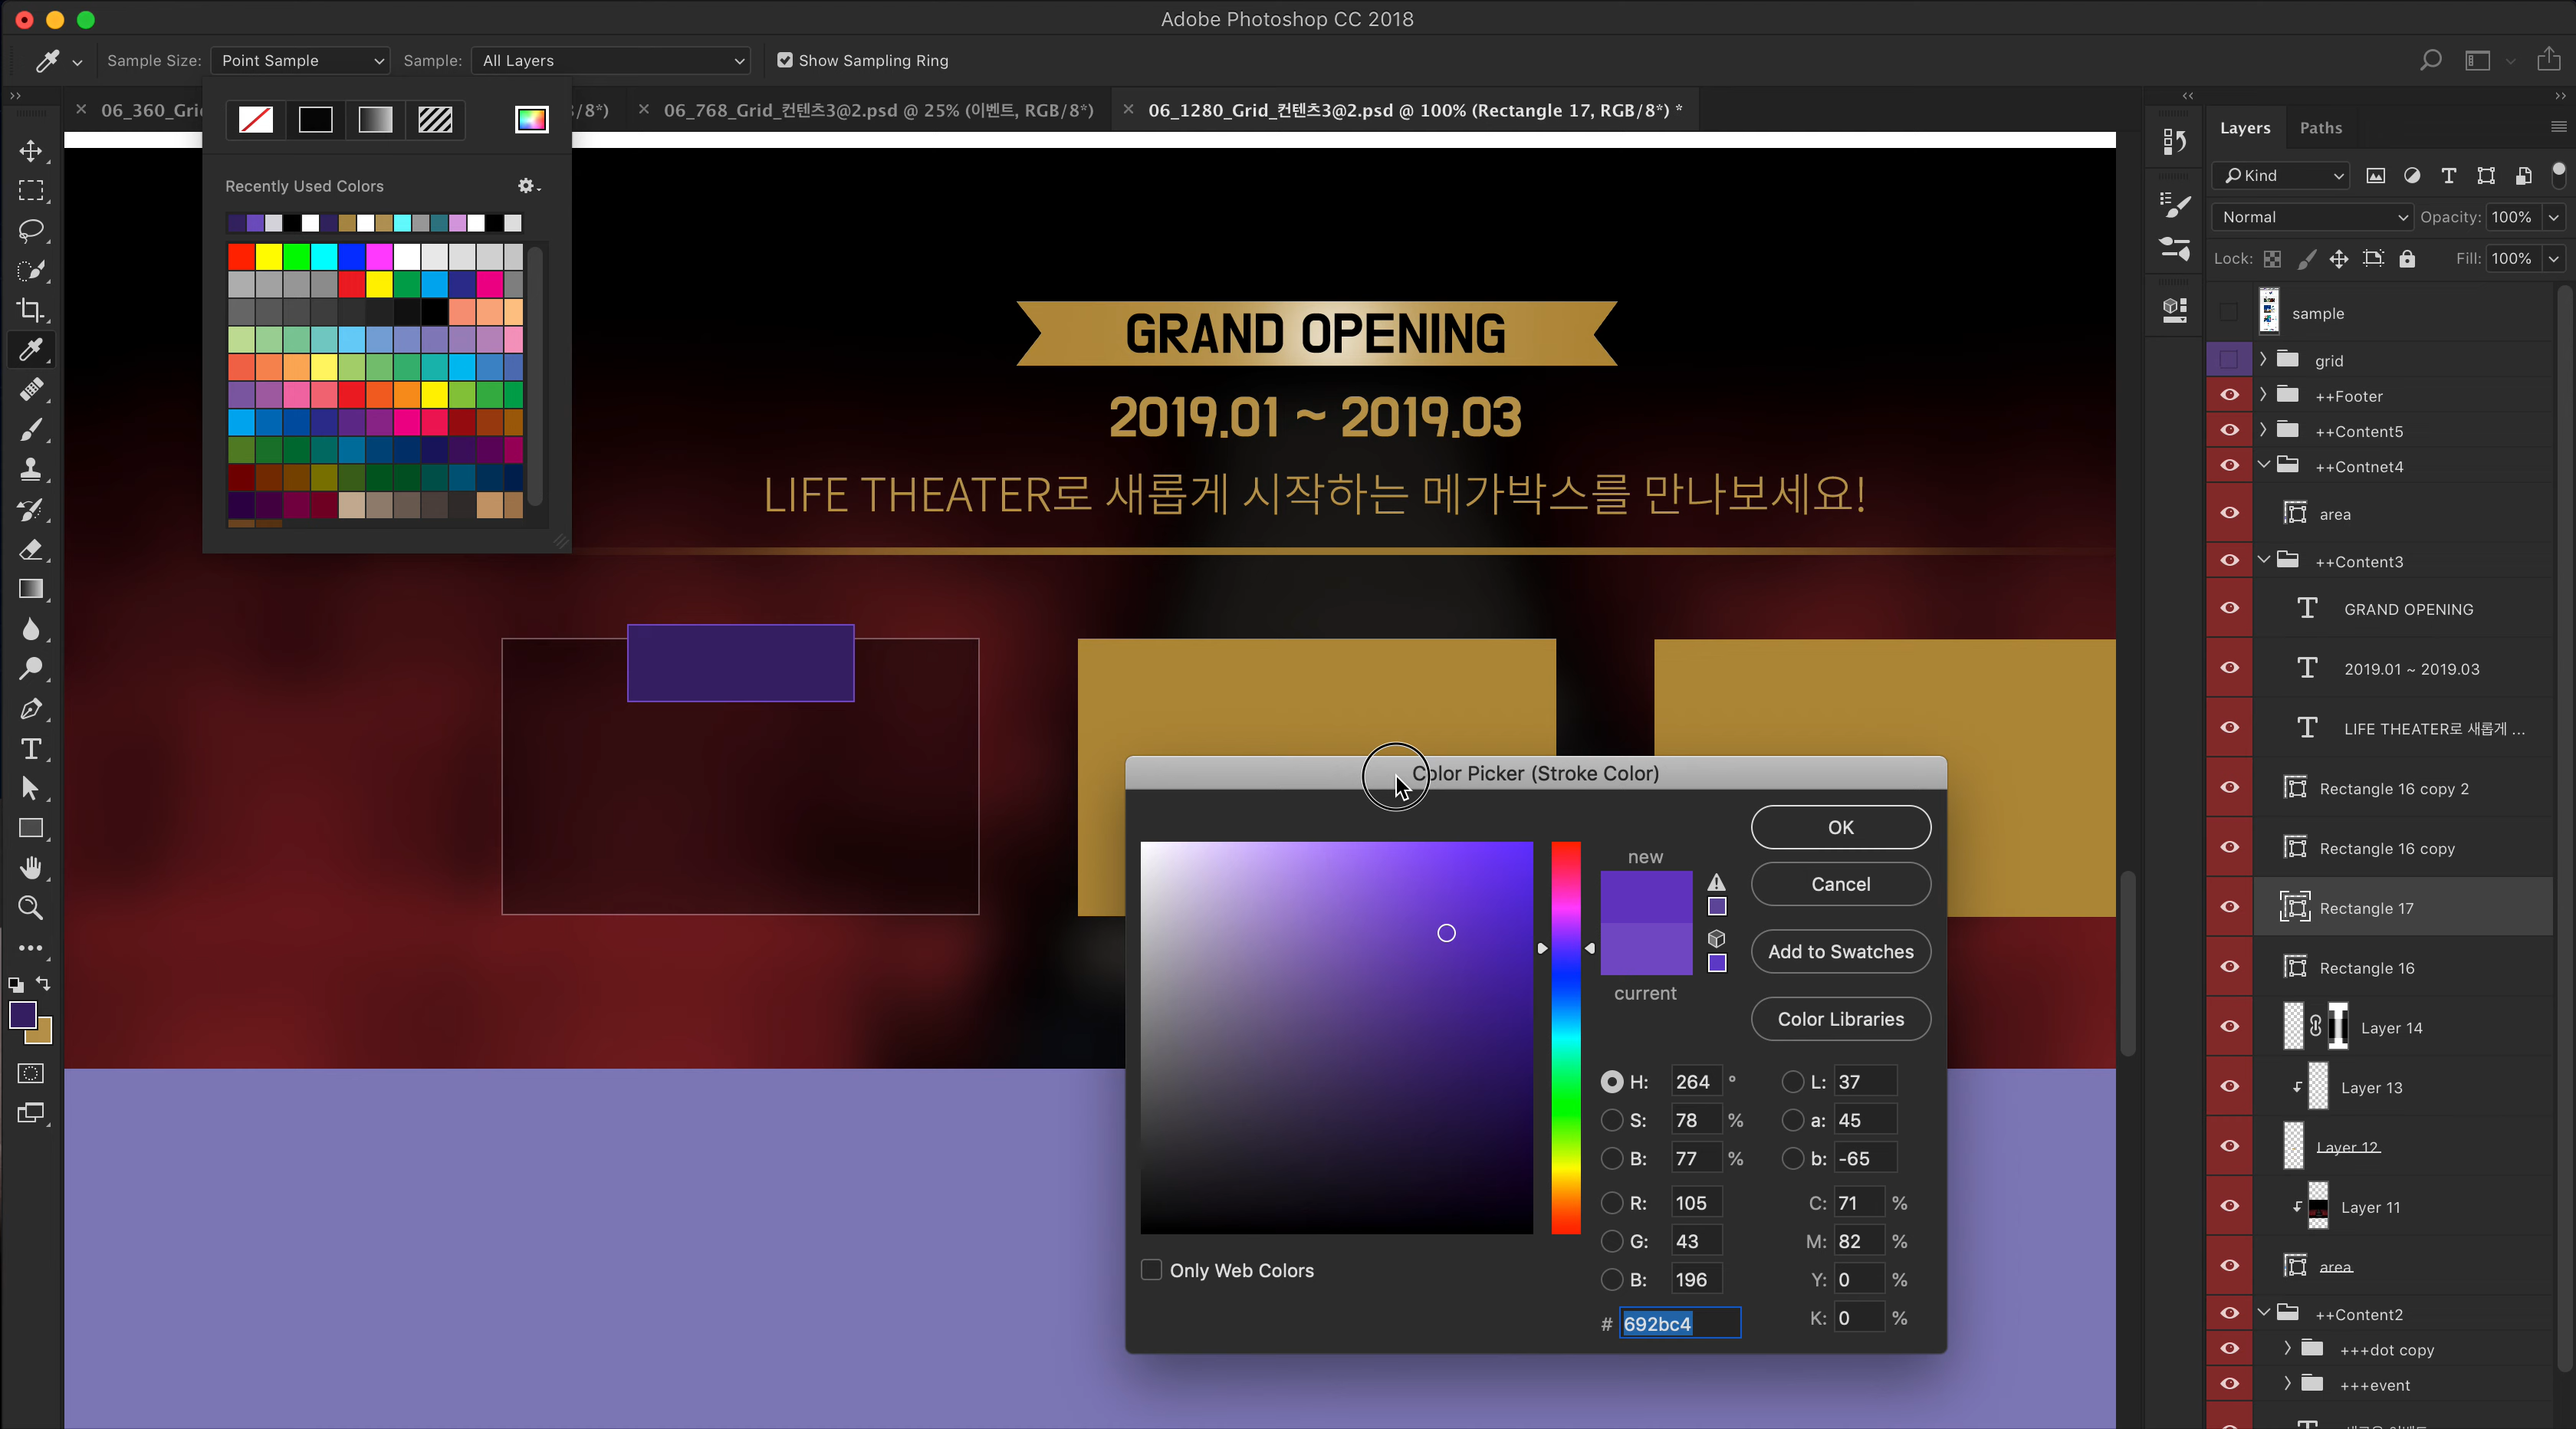 Adobe Photoshop CC 2018
Sample Size: Point Sample Sample: All Layers Show Sampling Ring
06_360_Gri /8*) 06_768_Grid_컨텐츠3@2.psd @ 25% (이벤트, RGB/8*) 06_1280_Grid_컨텐츠3@2.psd @ 100% (Rectangle 17, RGB/8*) *
Recently Used Colors
GRAND OPENING
2019.01 ~ 2019.03
LIFE THEATER로 새롭게 시작하는 메가박스를 만나보세요!
Color Picker (Stroke Color)
new
current
OK
Cancel
Add to Swatches
Color Libraries
H: 264 °
S: 78 %
B: 77 %
R: 105
G: 43
B: 196
# 692bc4
L: 37
a: 45
b: -65
C: 71 %
M: 82 %
Y: 0 %
K: 0 %
Only Web Colors
Layers Paths
Kind
Normal Opacity: 100%
Lock: Fill: 100%
sample
grid
++Footer
++Content5
++Contnet4
area
++Content3
GRAND OPENING
2019.01 ~ 2019.03
LIFE THEATER로 새롭게 ...
Rectangle 16 copy 2
Rectangle 16 copy
Rectangle 17
Rectangle 16
Layer 14
Layer 13
Layer 12
Layer 11
area
++Content2
+++dot copy
+++event